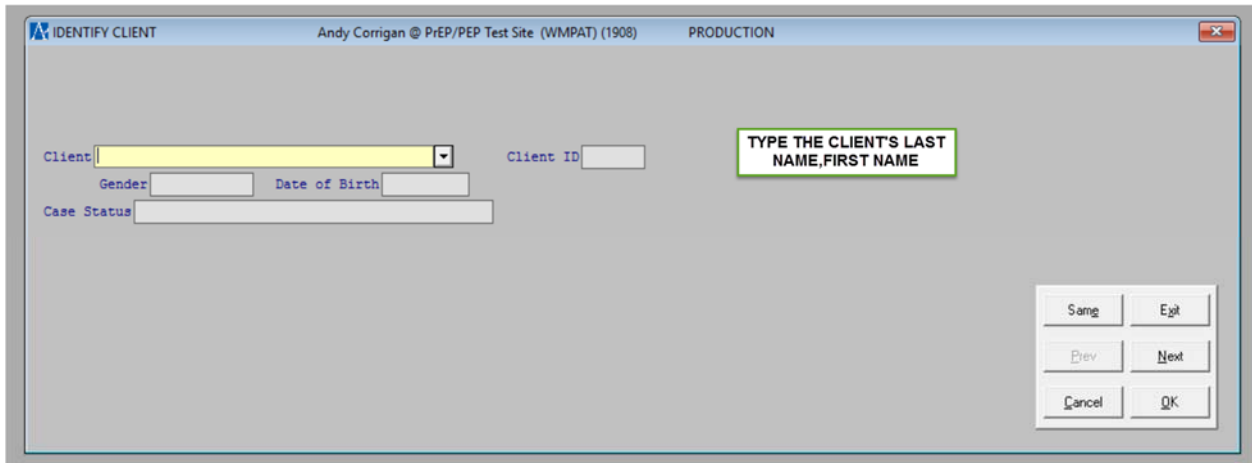 IDENTIFY CLIENT Andy Corrigan @ PrEP/PEP Test Site (WMPAT) (1908) PRODUCTION
TYPE THE CLIENT'S LAST
NAME,FIRST NAME
Client Client ID
Gender Date of Birth
Case Status
Same Exit
Prev Next
Cancel OK